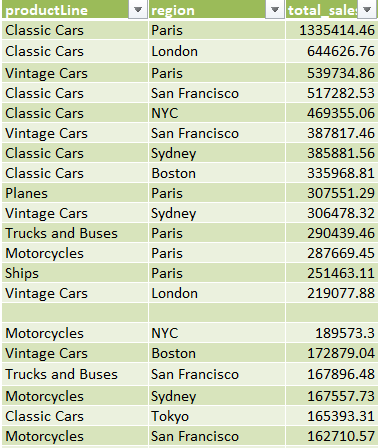 productLine region total_sales
Classic Cars Paris 1335414.46
Classic Cars London 644626.76
Vintage Cars Paris 539734.86
Classic Cars San Francisco 517282.53
Classic Cars NYC 469355.06
Vintage Cars San Francisco 387817.46
Classic Cars Sydney 385881.56
Classic Cars Boston 335968.81
Planes Paris 307551.29
Vintage Cars Sydney 306478.32
Trucks and Buses Paris 290439.46
Motorcycles Paris 287669.45
Ships Paris 251463.11
Vintage Cars London 219077.88
Motorcycles NYC 189573.3
Vintage Cars Boston 172879.04
Trucks and Buses San Francisco 167896.48
Motorcycles Sydney 167557.73
Classic Cars Tokyo 165393.31
Motorcycles San Francisco 162710.57